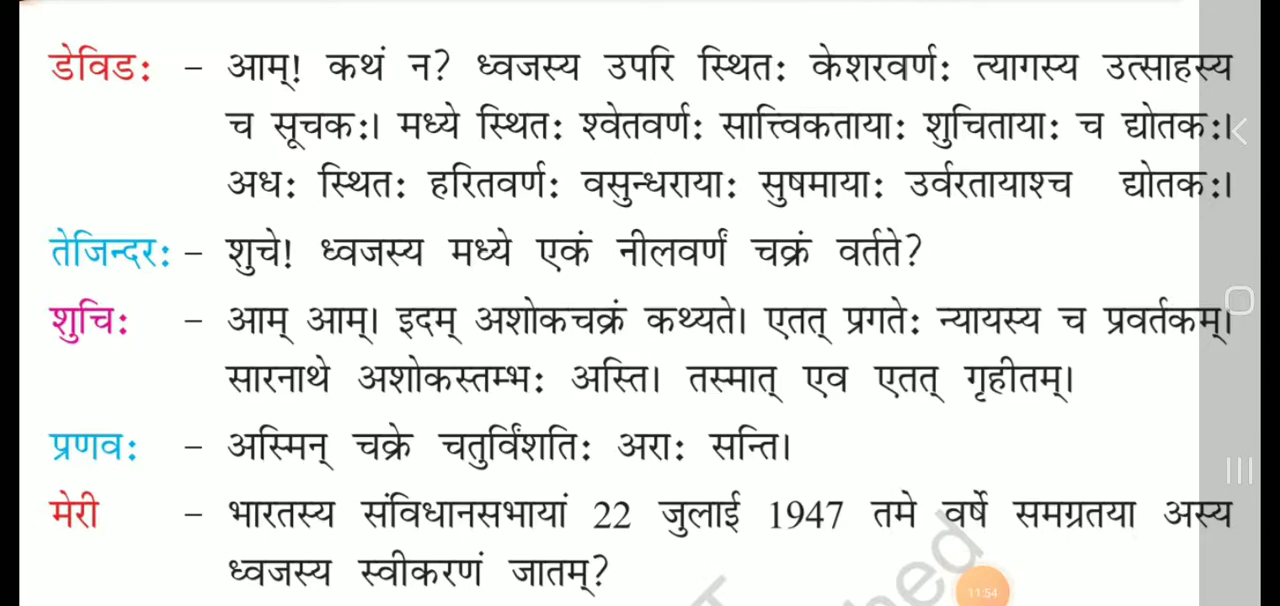 डेविडः – आम्! कथं न? ध्वजस्य उपरि स्थितः केशरवर्णः त्यागस्य उत्साहस्य
च सूचकः। मध्ये स्थितः श्वेतवर्णः सात्त्विकतायाः शुचितायाः च द्योतकः।
अधः स्थितः हरितवर्णः वसुन्धरायाः सुषमायाः उर्वरतायाश्च द्योतकः।
तेजिन्दरः – शुचे! ध्वजस्य मध्ये एकं नीलवर्णं चक्रं वर्तते?
शुचिः – आम् आम्। इदम् अशोकचक्रं कथ्यते। एतत् प्रगतेः न्यायस्य च प्रवर्तकम्।
सारनाथे अशोकस्तम्भः अस्ति। तस्मात् एव एतत् गृहीतम्।
प्रणवः – अस्मिन् चक्रे चतुर्विंशतिः अराः सन्ति।
मेरी – भारतस्य संविधानसभायां 22 जुलाई 1947 तमे वर्षे समग्रतया अस्य
ध्वजस्य स्वीकरणं जातम्?
11:54